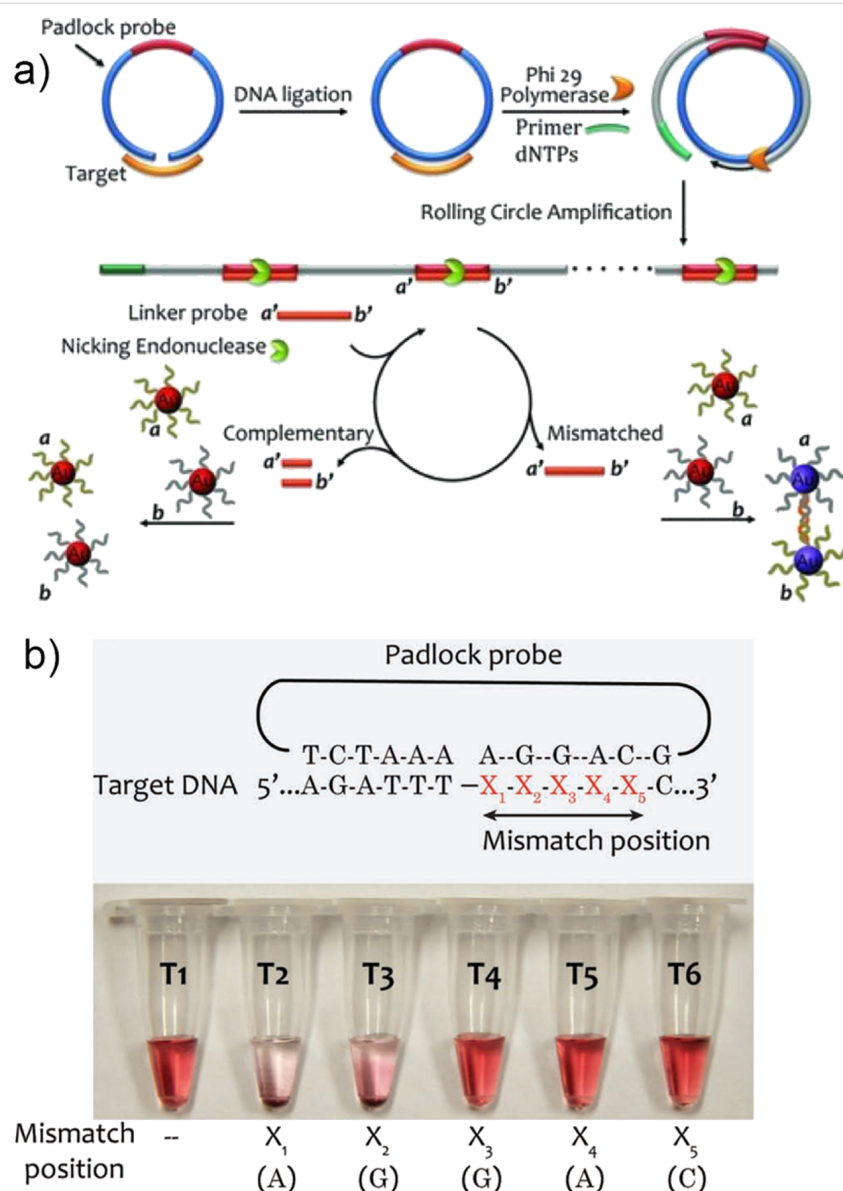 a)
Padlock probe
Target
DNA ligation
Phi 29
Polymerase
Primer
dNTPs
Rolling Circle Amplification
a' b'
Linker probe a' b'
Nicking Endonuclease
Complementary
a'
b'
Mismatched
a' b'
Au
a
a
Au
Au
b
Au
b
Au
a
Au
b
a
Au
Au
b
b)
Padlock probe
T-C-T-A-A-A A--G--G--A-C--G
Target DNA 5’...A-G-A-T-T-T –X₁-X₂-X₃-X₄-X₅-C...3’
Mismatch position
T1 T2 T3 T4 T5 T6
Mismatch position -- X₁ X₂ X₃ X₄ X₅
(A) (G) (G) (A) (C)